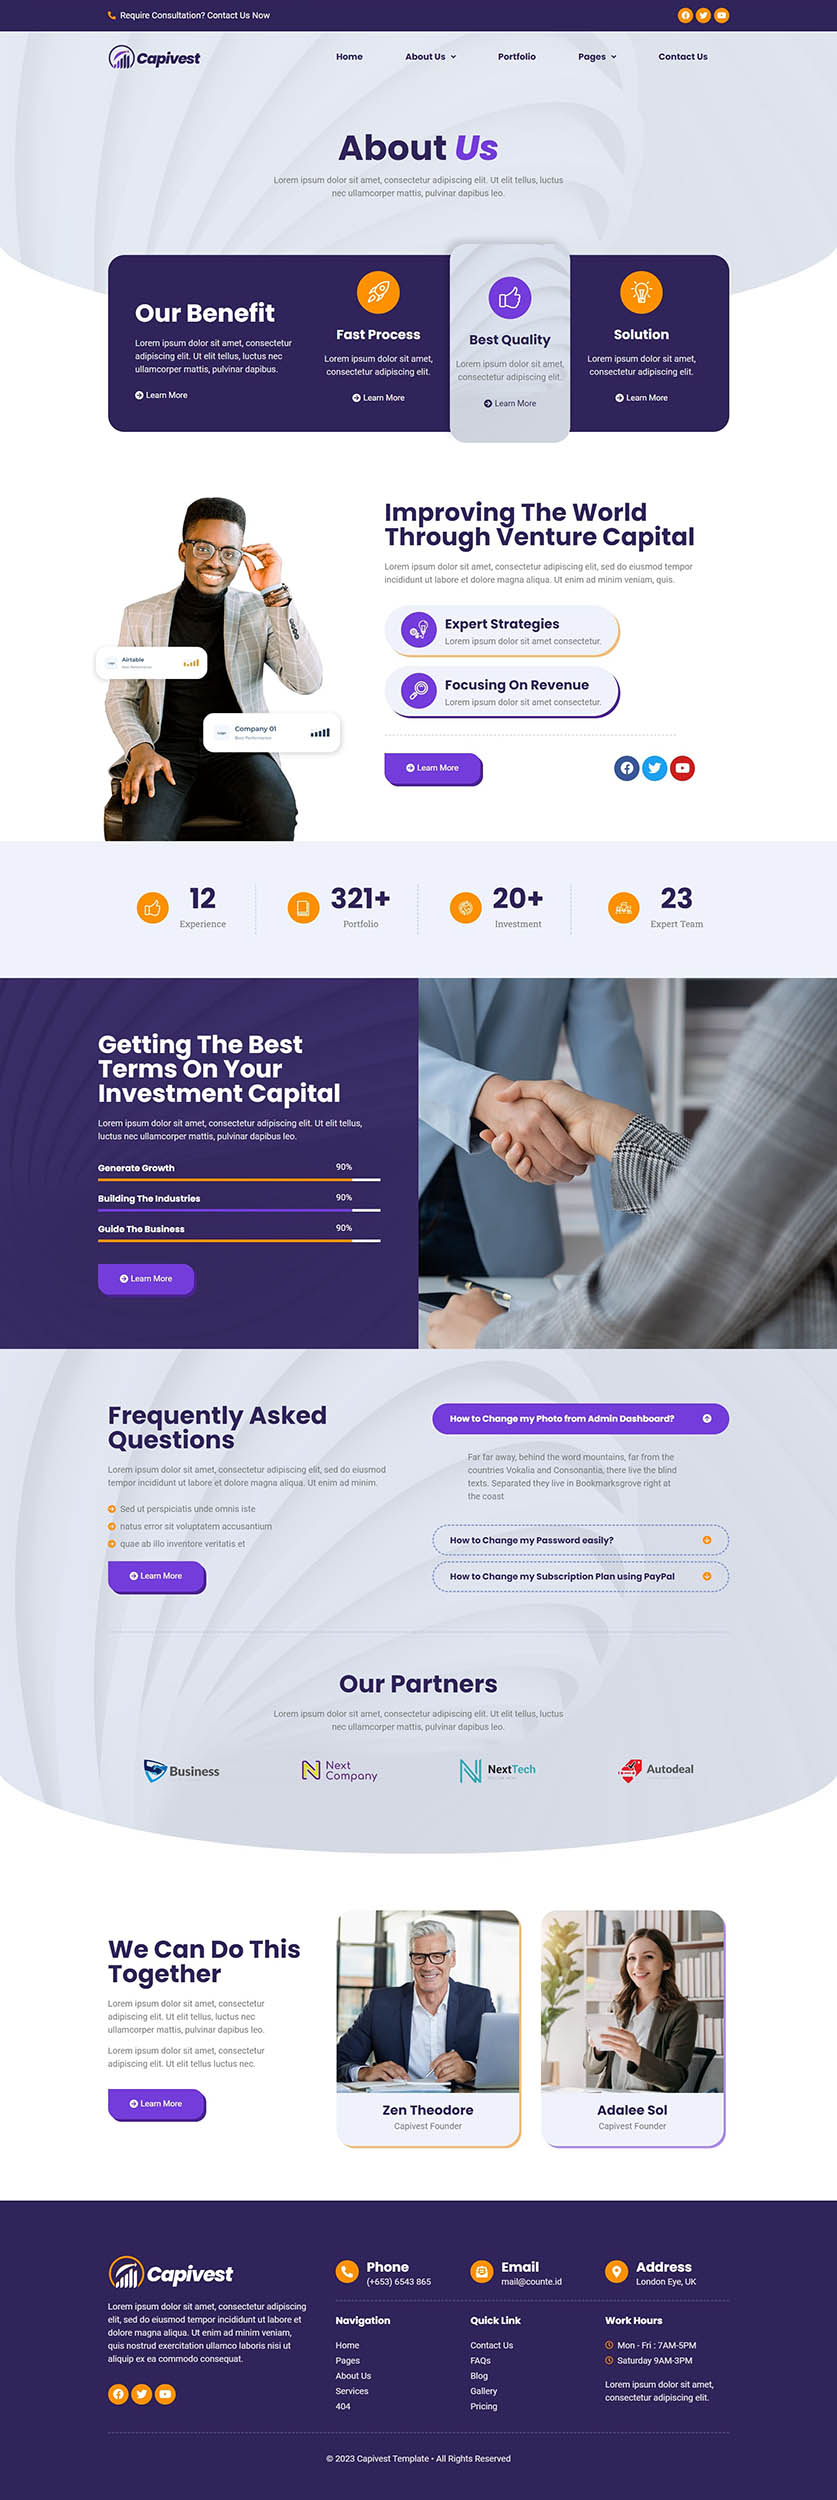 Require Consultation? Contact Us Now
Capivest
Home
About Us
Portfolio
Pages
Contact Us
About Us
Lorem ipsum dolor sit amet, consectetur adipiscing elit. Ut elit tellus, luctus
nec ullamcorper mattis, pulvinar dapibus leo.
Our Benefit
Lorem ipsum dolor sit amet, consectetur
adipiscing elit. Ut elit tellus, luctus nec
ullamcorper mattis, pulvinar dapibus.
Learn More
Fast Process
Lorem ipsum dolor sit amet,
consectetur adipiscing elit.
Learn More
Best Quality
Lorem ipsum dolor sit amet,
consectetur adipiscing elit.
Learn More
Solution
Lorem ipsum dolor sit amet,
consectetur adipiscing elit.
Learn More
Airtable
Best Performance
Logo
Company 01
Best Performance
Improving The World
Through Venture Capital
Lorem ipsum dolor sit amet, consectetur adipiscing elit, sed do eiusmod tempor
incididunt ut labore et dolore magna aliqua. Ut enim ad minim veniam, quis.
Expert Strategies
Lorem ipsum dolor sit amet consectetur.
Focusing On Revenue
Lorem ipsum dolor sit amet consectetur.
Learn More
12
Experience
321+
Portfolio
20+
Investment
23
Expert Team
Getting The Best
Terms On Your
Investment Capital
Lorem ipsum dolor sit amet, consectetur adipiscing elit. Ut elit tellus,
luctus nec ullamcorper mattis, pulvinar dapibus leo.
Generate Growth 90%
Building The Industries 90%
Guide The Business 90%
Learn More
Frequently Asked
Questions
Lorem ipsum dolor sit amet, consectetur adipiscing elit, sed do eiusmod
tempor incididunt ut labore et dolore magna aliqua. Ut enim ad minim.
Sed ut perspiciatis unde omnis iste
natus error sit voluptatem accusantium
quae ab illo inventore veritatis et
Learn More
How to Change my Photo from Admin Dashboard?
Far far away, behind the word mountains, far from the
countries Vokalia and Consonantia, there live the blind
texts. Separated they live in Bookmarksgrove right at
the coast
How to Change my Password easily?
How to Change my Subscription Plan using PayPal
Our Partners
Lorem ipsum dolor sit amet, consectetur adipiscing elit. Ut elit tellus, luctus
nec ullamcorper mattis, pulvinar dapibus leo.
Business
Next
Company
NextTech
Autodeal
We Can Do This
Together
Lorem ipsum dolor sit amet, consectetur
adipiscing elit. Ut elit tellus, luctus nec
ullamcorper mattis, pulvinar dapibus leo.
Lorem ipsum dolor sit amet, consectetur
adipiscing elit. Ut elit tellus luctus nec.
Learn More
Zen Theodore
Capivest Founder
Adalee Sol
Capivest Founder
Capivest
Lorem ipsum dolor sit amet, consectetur adipiscing
elit, sed do eiusmod tempor incididunt ut labore et
dolore magna aliqua. Ut enim ad minim veniam,
quis nostrud exercitation ullamco laboris nisi ut
aliquip ex ea commodo consequat.
Phone
(+653) 6543 865
Email
mail@counte.id
Address
London Eye, UK
Navigation
Home
Pages
About Us
Services
404
Quick Link
Contact Us
FAQs
Blog
Gallery
Pricing
Work Hours
Mon - Fri : 7AM-5PM
Saturday 9AM-3PM
Lorem ipsum dolor sit amet,
consectetur adipiscing elit.
© 2023 Capivest Template • All Rights Reserved